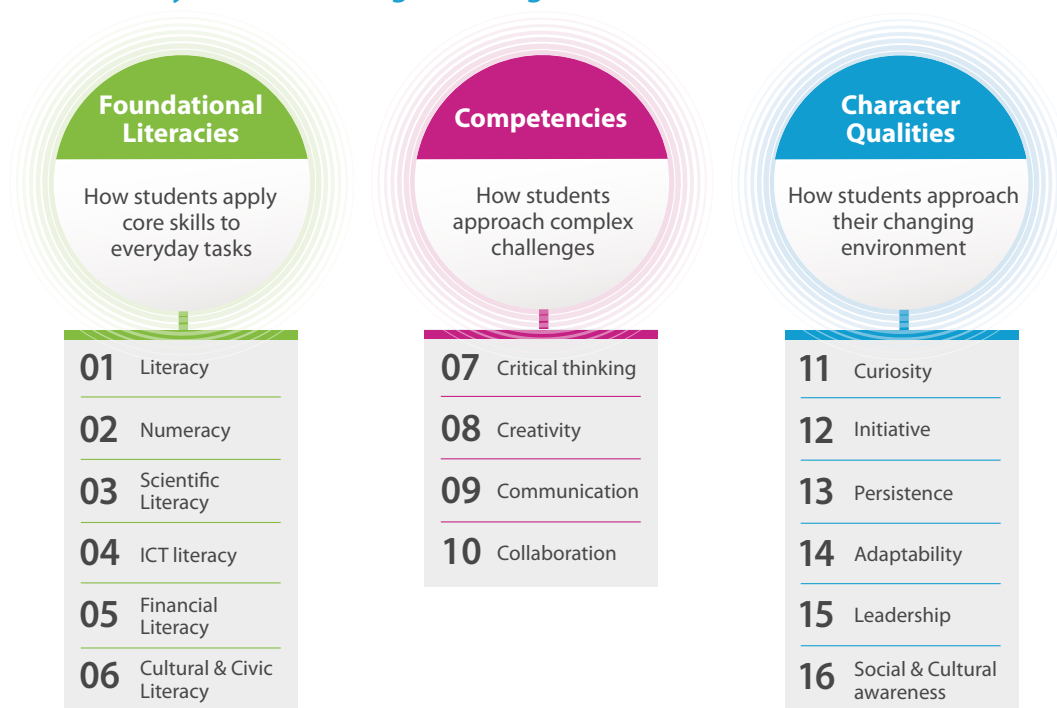 Foundational
Literacies
How students apply
core skills to
everyday tasks
01 Literacy
02 Numeracy
03 Scientific
Literacy
04 ICT literacy
05 Financial
Literacy
06 Cultural & Civic
Literacy
Competencies
How students
approach complex
challenges
07 Critical thinking
08 Creativity
09 Communication
10 Collaboration
Character
Qualities
How students approach
their changing
environment
11 Curiosity
12 Initiative
13 Persistence
14 Adaptability
15 Leadership
16 Social & Cultural
awareness